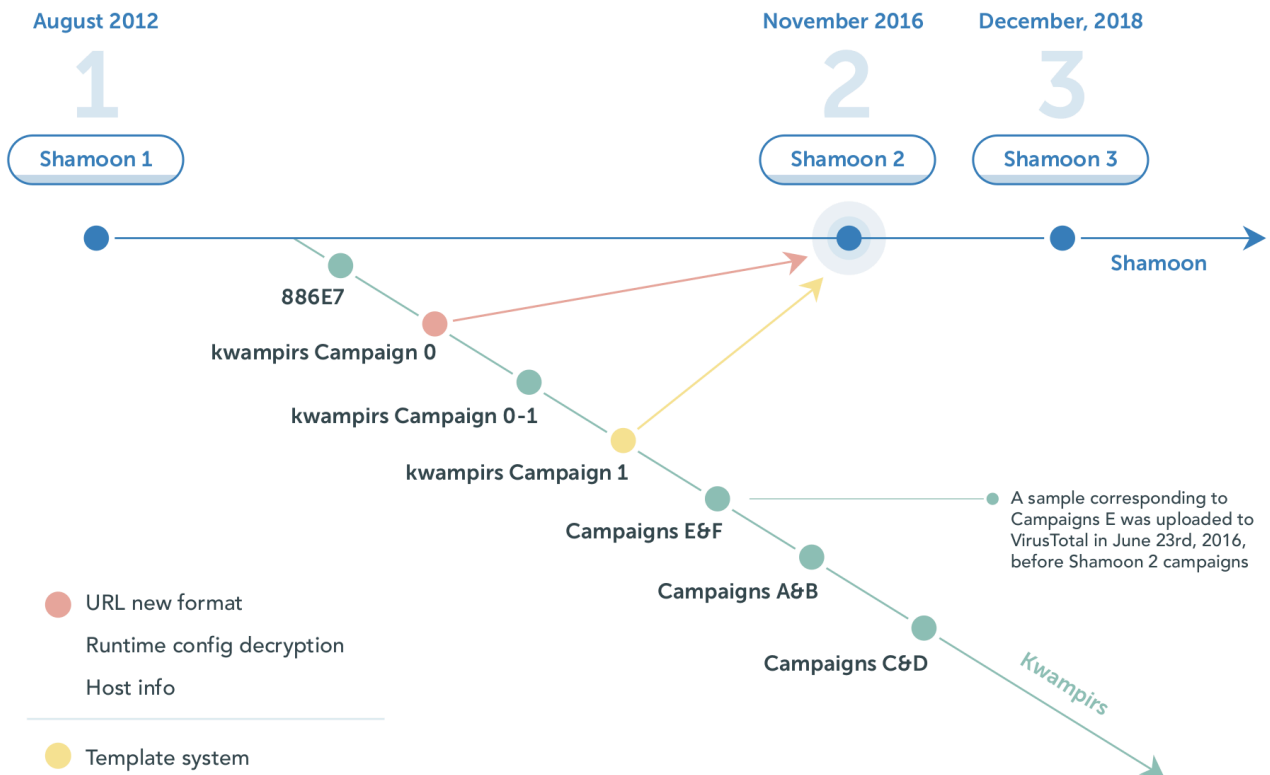 August 2012
November 2016
December, 2018
1
2
3
Shamoon 1
Shamoon 2
Shamoon 3
Shamoon
886E7
kwampirs Campaign 0
kwampirs Campaign 0-1
kwampirs Campaign 1
Campaigns E&F
A sample corresponding to
Campaigns E was uploaded to
VirusTotal in June 23rd, 2016,
before Shamoon 2 campaigns
Campaigns A&B
Campaigns C&D
Kwampirs
URL new format
Runtime config decryption
Host info
Template system